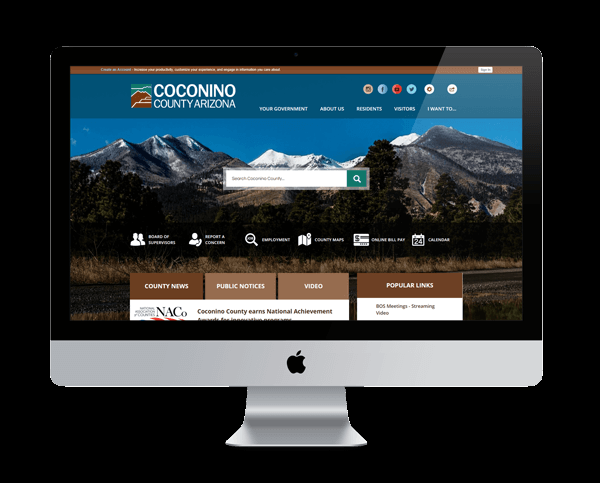 Create an Account - Increase your productivity, customize your experience, and engage in information you care about
Sign In
COCONINO
COUNTY ARIZONA
YOUR GOVERNMENT ABOUT US RESIDENTS VISITORS I WANT TO...
Search Coconino County...
BOARD OF
SUPERVISORS
REPORT A
CONCERN
EMPLOYMENT
COUNTY MAPS
ONLINE BILL PAY
24
CALENDAR
COUNTY NEWS PUBLIC NOTICES VIDEO
POPULAR LINKS
NATIONAL
ASSOCIATION
of COUNTIES
NACo
Coconino County earns National Achievement
Awards for innovative programs
BOS Meetings - Streaming
Video